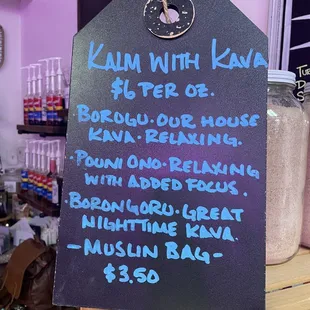 KALM WITH KAVA
$6 PER OZ.
BOROGU · OUR HOUSE
KAVA · RELAXING.
· POUNI ONO · RELAXING
WITH ADDED FOCUS.
· BORONGORU · GREAT
NIGHTTIME KAVA.
- MUSLIN BAG -
$3.50